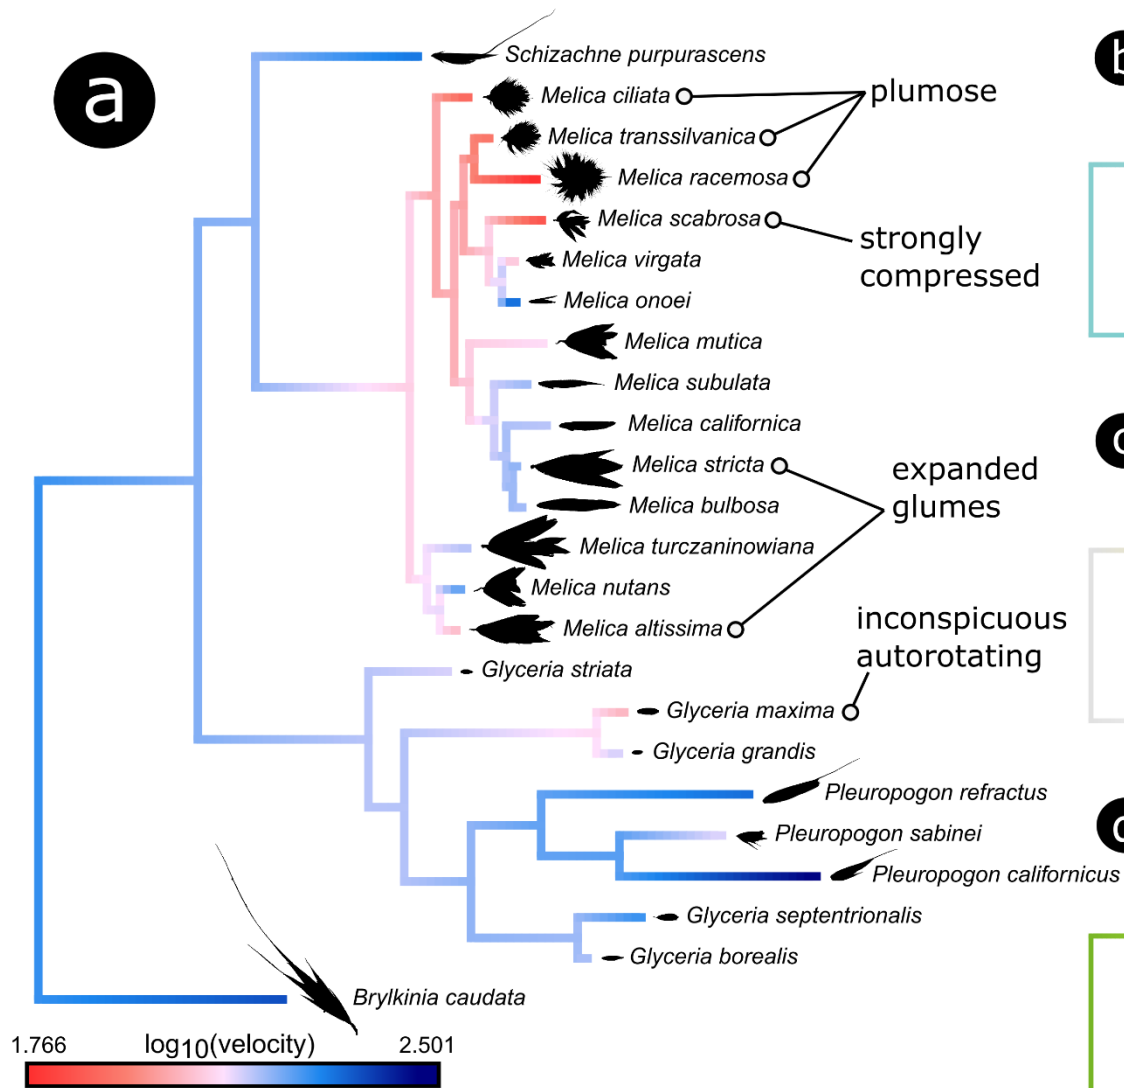 a
b
Schizachne purpurascens
Melica ciliata
plumose
Melica transsilvanica
Melica racemosa
Melica scabrosa
strongly
compressed
Melica virgata
Melica onoei
Melica mutica
Melica subulata
Melica californica
Melica stricta
expanded
glumes
Melica bulbosa
Melica turczaninowiana
Melica nutans
Melica altissima
inconspicuous
autorotating
Glyceria striata
Glyceria maxima
Glyceria grandis
Pleuropogon refractus
Pleuropogon sabinei
Pleuropogon californicus
Glyceria septentrionalis
Glyceria borealis
Brylkinia caudata
1.766 log10(velocity) 2.501